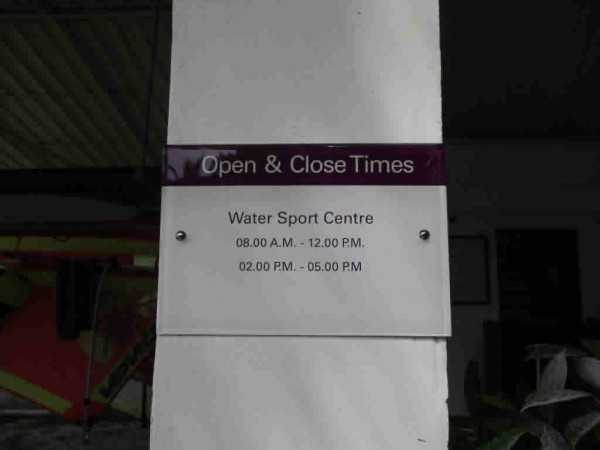 Open & Close Times
Water Sport Centre
08.00 A.M. - 12.00 P.M.
02.00 P.M. - 05.00 P.M